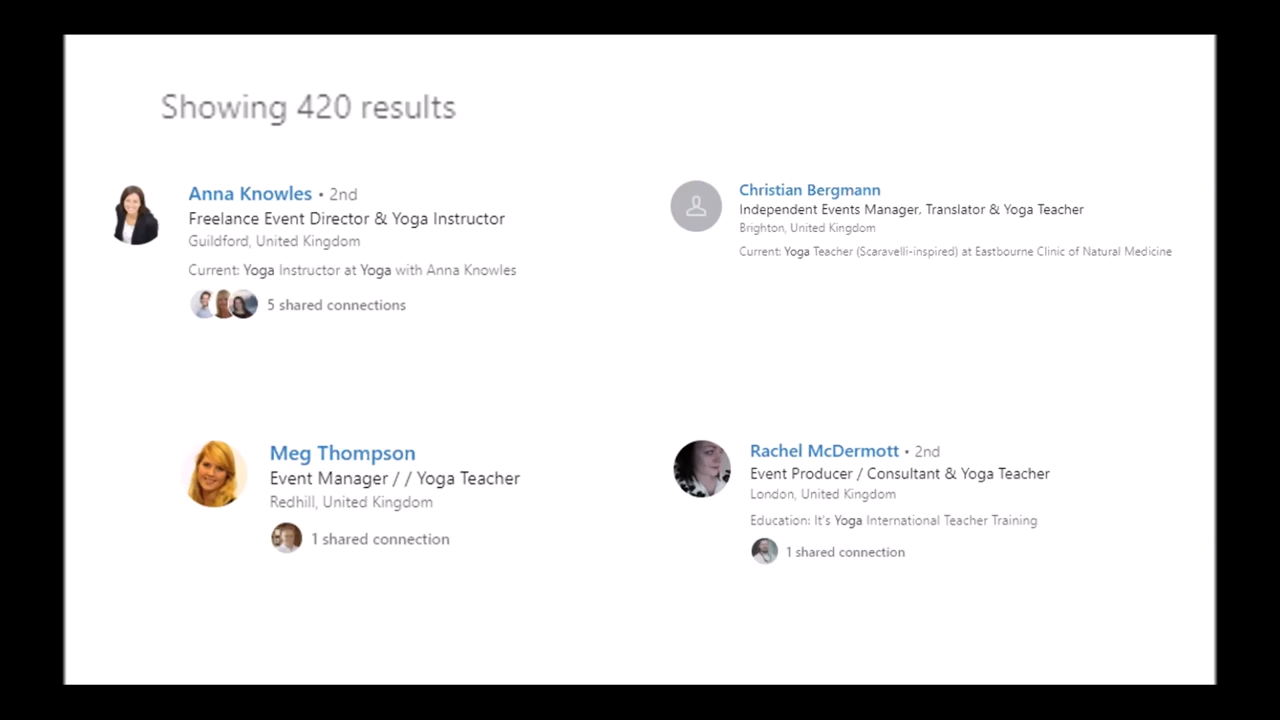 Showing 420 results
Anna Knowles • 2nd
Freelance Event Director & Yoga Instructor
Guildford, United Kingdom
Current: Yoga Instructor at Yoga with Anna Knowles
5 shared connections
Christian Bergmann
Independent Events Manager, Translator & Yoga Teacher
Brighton, United Kingdom
Current: Yoga Teacher (Scaravelli-inspired) at Eastbourne Clinic of Natural Medicine
Meg Thompson
Event Manager / / Yoga Teacher
Redhill, United Kingdom
1 shared connection
Rachel McDermott • 2nd
Event Producer / Consultant & Yoga Teacher
London, United Kingdom
Education: It's Yoga International Teacher Training
1 shared connection